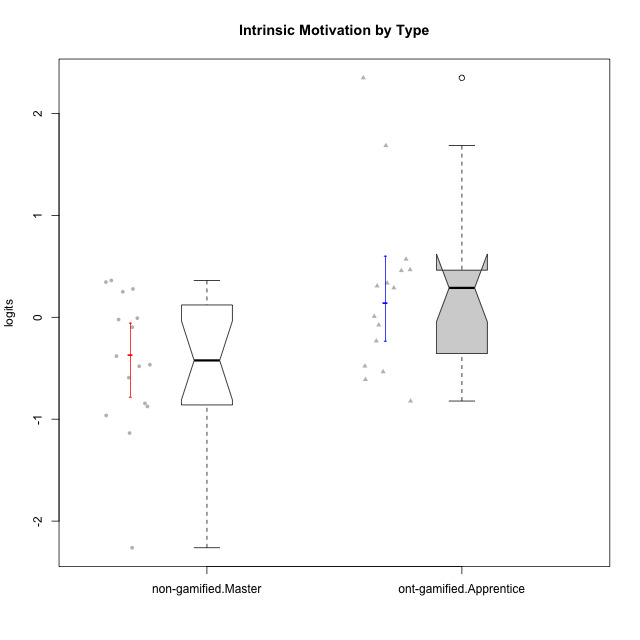 Intrinsic Motivation by Type
logits
2
1
0
-1
-2
non-gamified.Master
ont-gamified.Apprentice